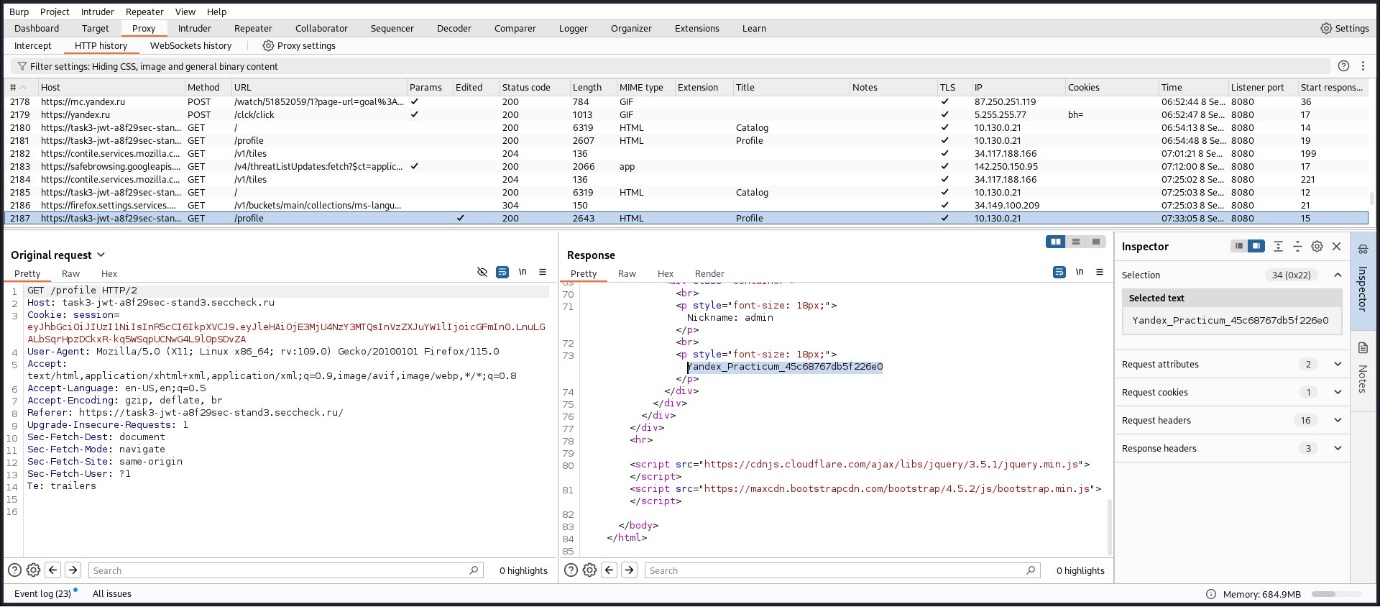 Burp Project Intruder Repeater View Help
Dashboard Target Proxy Intruder Repeater Collaborator Sequencer Decoder Comparer Logger Organizer Extensions Learn Settings
Intercept HTTP history WebSockets history Proxy settings
Filter settings: Hiding CSS, image and general binary content
# Host Method URL Params Edited Status code Length MIME type Extension Title Notes TLS IP Cookies Time Listener port Start respons...
2178 https://mc.yandex.ru POST /watch/51852059/1?page-url=goal%3A... ✓ 200 784 GIF ✓ 87.250.251.119 06:52:44 8 Se... 8080 36
2179 https://yandex.ru POST /clck/click ✓ 200 1013 GIF ✓ 5.255.255.77 bh= 06:52:47 8 Se... 8080 17
2180 https://task3-jwt-a8f29sec-stan... GET / 200 6319 HTML Catalog ✓ 10.130.0.21 06:54:13 8 Se... 8080 14
2181 https://task3-jwt-a8f29sec-stan... GET /profile 200 2607 HTML Profile ✓ 10.130.0.21 06:54:48 8 Se... 8080 19
2182 https://contile.services.mozilla.c... GET /v1/tiles 204 136 ✓ 34.117.188.166 07:01:21 8 Se... 8080 199
2183 https://safebrowsing.googleapis.... GET /v4/threatListUpdates:fetch?$ct=applic... ✓ 200 2066 app ✓ 142.250.150.95 07:12:00 8 Se... 8080 17
2184 https://contile.services.mozilla.c... GET /v1/tiles 204 136 ✓ 34.117.188.166 07:25:02 8 Se... 8080 221
2185 https://task3-jwt-a8f29sec-stan... GET / 200 6319 HTML Catalog ✓ 10.130.0.21 07:25:03 8 Se... 8080 12
2186 https://firefox.settings.services.... GET /v1/buckets/main/collections/ms-langu... 304 150 ✓ 34.149.100.209 07:25:03 8 Se... 8080 21
2187 https://task3-jwt-a8f29sec-stan... GET /profile ✓ 200 2643 HTML Profile ✓ 10.130.0.21 07:33:05 8 Se... 8080 15
Original request
Pretty Raw Hex
\n
1 GET /profile HTTP/2
2 Host: task3-jwt-a8f29sec-stand3.seccheck.ru
3 Cookie: session=
eyJhbGciOiJIUzI1NiIsInR5cCI6IkpXVCJ9.eyJleHAiOjE3MjU4NzY3MTQsInVzZXJuYW1lIjoicGFmIn0.LnuLG
ALbSqrHpzDCkxR-kq5WSqpUCNwG4L9l0pSDvZA
4 User-Agent: Mozilla/5.0 (X11; Linux x86_64; rv:109.0) Gecko/20100101 Firefox/115.0
5 Accept:
text/html,application/xhtml+xml,application/xml;q=0.9,image/avif,image/webp,*/*;q=0.8
6 Accept-Language: en-US,en;q=0.5
7 Accept-Encoding: gzip, deflate, br
8 Referer: https://task3-jwt-a8f29sec-stand3.seccheck.ru/
9 Upgrade-Insecure-Requests: 1
10 Sec-Fetch-Dest: document
11 Sec-Fetch-Mode: navigate
12 Sec-Fetch-Site: same-origin
13 Sec-Fetch-User: ?1
14 Te: trailers
15
16
Search
0 highlights
Response
Pretty Raw Hex Render
\n
70 <br>
71 <p style="font-size: 18px;">
Nickname: admin
</p>
72 <br>
73 <p style="font-size: 18px;">
Yandex_Practicum_45c68767db5f226e0
</p>
74 </div>
75 </div>
76 </div>
77 </div>
78 <hr>
79
80 <script src="https://cdnjs.cloudflare.com/ajax/libs/jquery/3.5.1/jquery.min.js">
</script>
81 <script src="https://maxcdn.bootstrapcdn.com/bootstrap/4.5.2/js/bootstrap.min.js">
</script>
82
83 </body>
84 </html>
85
Search
0 highlights
Inspector
Selection 34 (0x22)
Selected text
Yandex_Practicum_45c68767db5f226e0
Request attributes 2
Request cookies 1
Request headers 16
Response headers 3
Inspector
Notes
Event log (23) All issues
Memory: 684.9MB